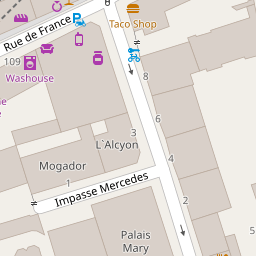 Taco Shop
Rue de France
109
Washouse
8
6
3
L`Alcyon
4
Mogador
1
Impasse Mercedes
2
Palais
Mary